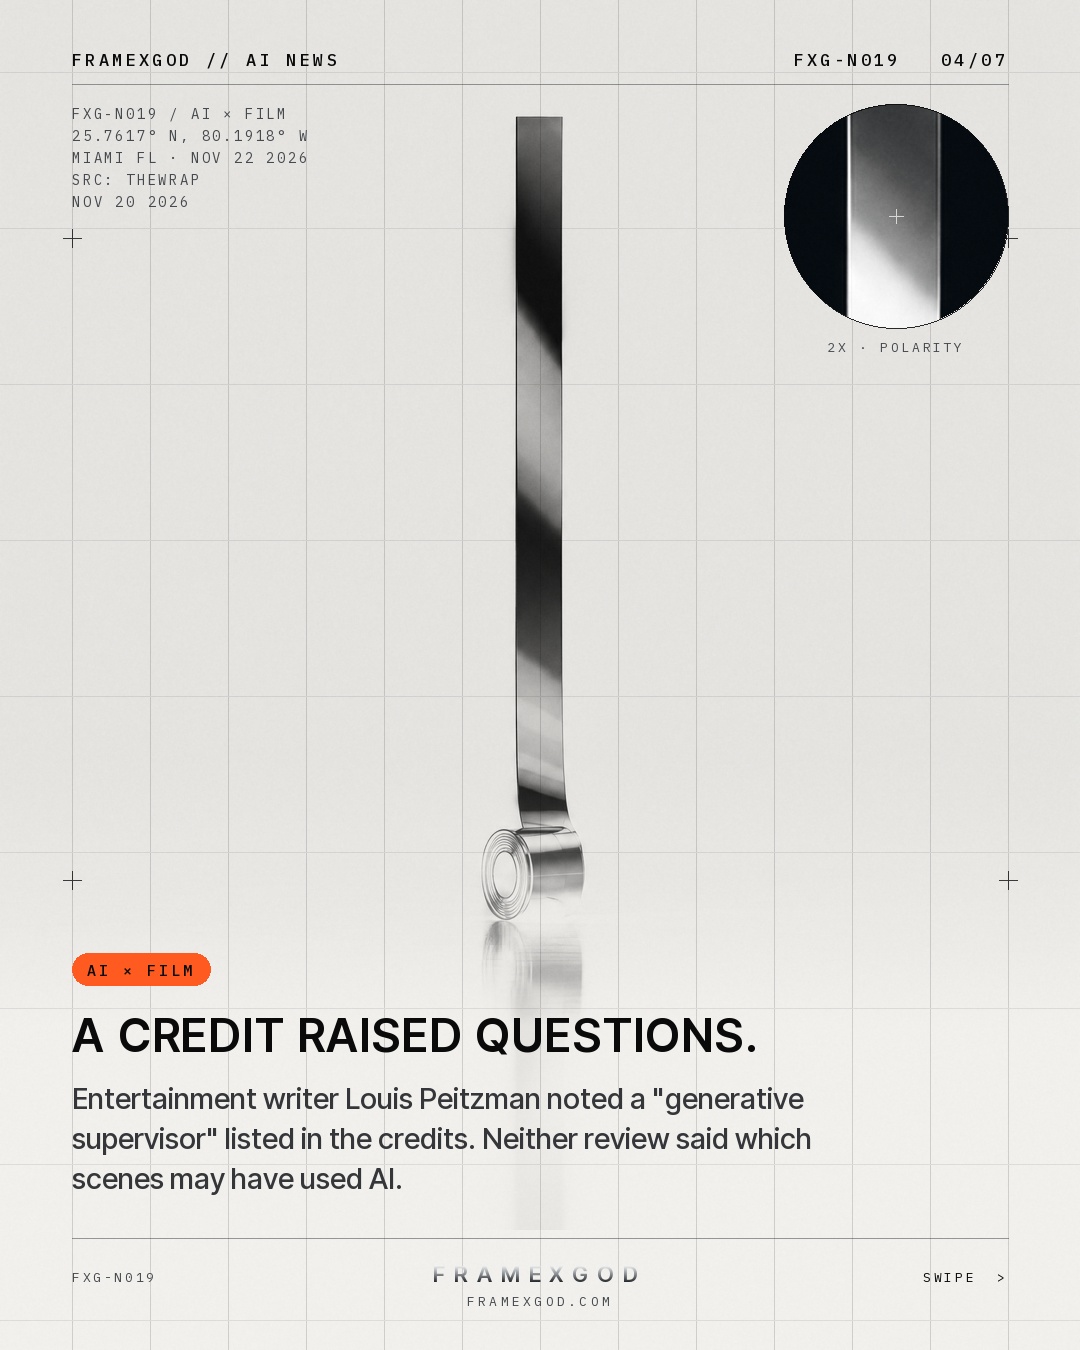 FRAMEXGOD // AI NEWS
FXG-N019 04/07
FXG-N019 / AI × FILM
25.7617° N, 80.1918° W
MIAMI FL · NOV 22 2026
SRC: THEWRAP
NOV 20 2026
2X · POLARITY
AI × FILM
A CREDIT RAISED QUESTIONS.
Entertainment writer Louis Peitzman noted a "generative
supervisor" listed in the credits. Neither review said which
scenes may have used AI.
FXG-N019
FRAMEXGOD
FRAMEXGOD.COM
SWIPE >